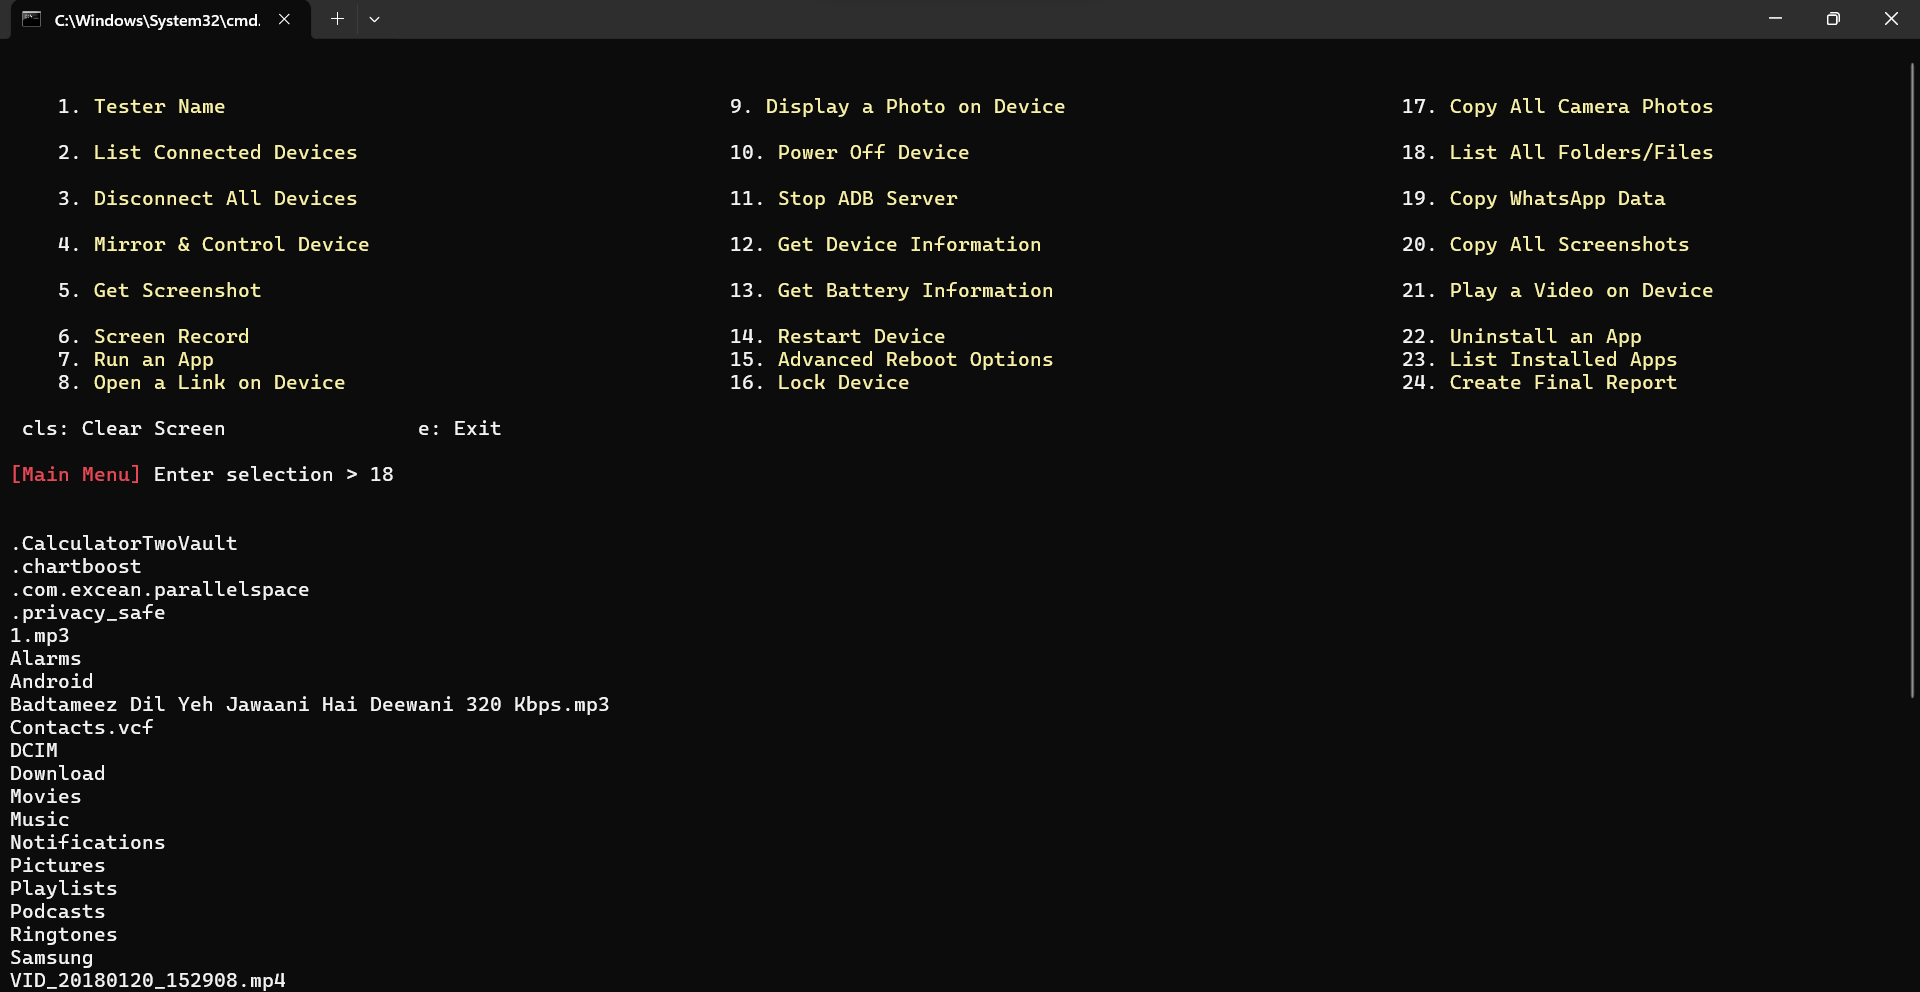 C:\Windows\System32\cmd.
1. Tester Name 9. Display a Photo on Device 17. Copy All Camera Photos
2. List Connected Devices 10. Power Off Device 18. List All Folders/Files
3. Disconnect All Devices 11. Stop ADB Server 19. Copy WhatsApp Data
4. Mirror & Control Device 12. Get Device Information 20. Copy All Screenshots
5. Get Screenshot 13. Get Battery Information 21. Play a Video on Device
6. Screen Record 14. Restart Device 22. Uninstall an App
7. Run an App 15. Advanced Reboot Options 23. List Installed Apps
8. Open a Link on Device 16. Lock Device 24. Create Final Report
cls: Clear Screen e: Exit
[Main Menu] Enter selection > 18
.CalculatorTwoVault
.chartboost
.com.excean.parallelspace
.privacy_safe
1.mp3
Alarms
Android
Badtameez Dil Yeh Jawaani Hai Deewani 320 Kbps.mp3
Contacts.vcf
DCIM
Download
Movies
Music
Notifications
Pictures
Playlists
Podcasts
Ringtones
Samsung
VID_20180120_152908.mp4